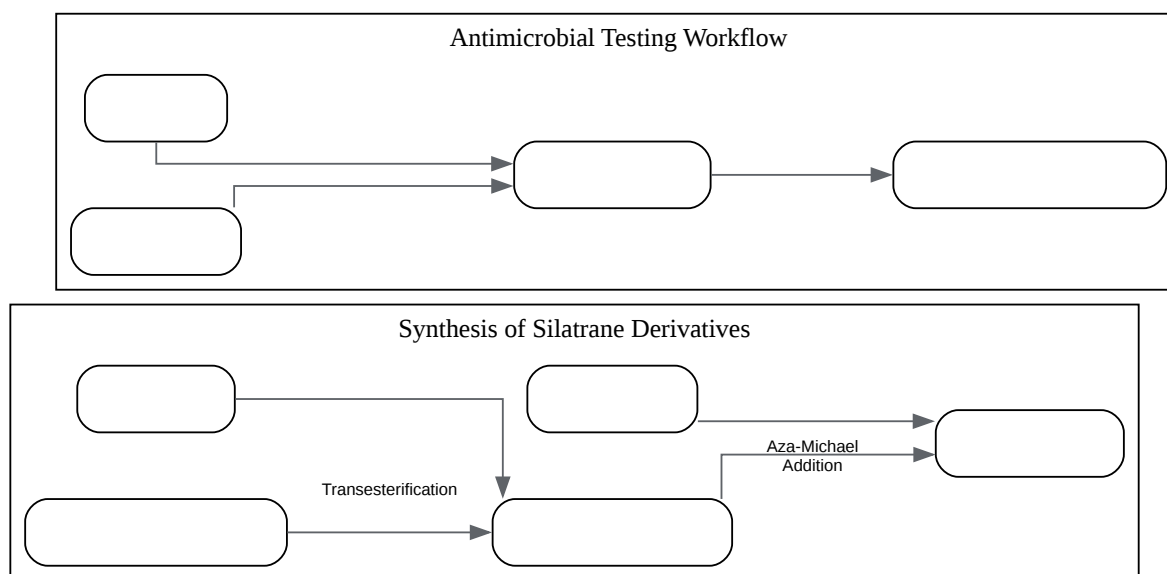 Antimicrobial Testing Workflow
Synthesis of Silatrane Derivatives
Aza-Michael
Addition
Transesterification